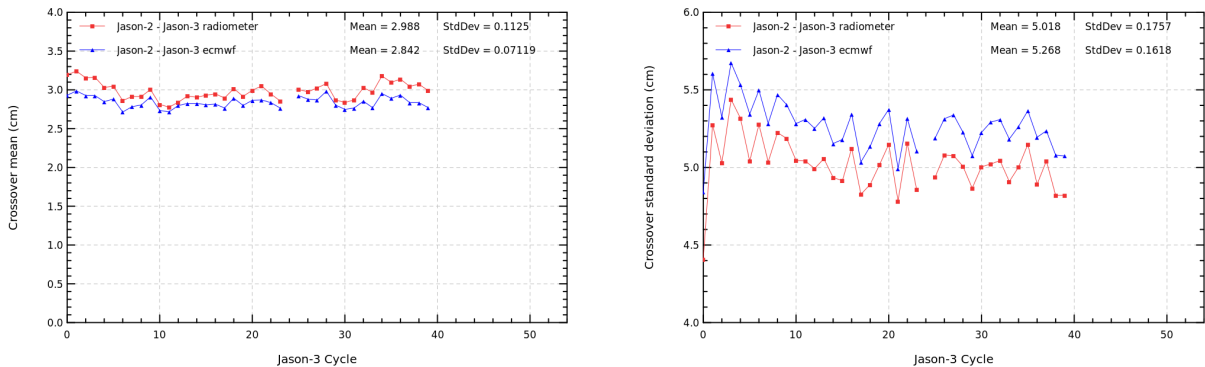 4.0
3.5
3.0
2.5
2.0
1.5
1.0
0.5
0.0
Crossover mean (cm)
Jason-2 - Jason-3 radiometer Mean = 2.988 StdDev = 0.1125
Jason-2 - Jason-3 ecmwf Mean = 2.842 StdDev = 0.07119
0 10 20 30 40 50
Jason-3 Cycle
6.0
5.5
5.0
4.5
4.0
Crossover standard deviation (cm)
Jason-2 - Jason-3 radiometer Mean = 5.018 StdDev = 0.1757
Jason-2 - Jason-3 ecmwf Mean = 5.268 StdDev = 0.1618
0 10 20 30 40 50
Jason-3 Cycle